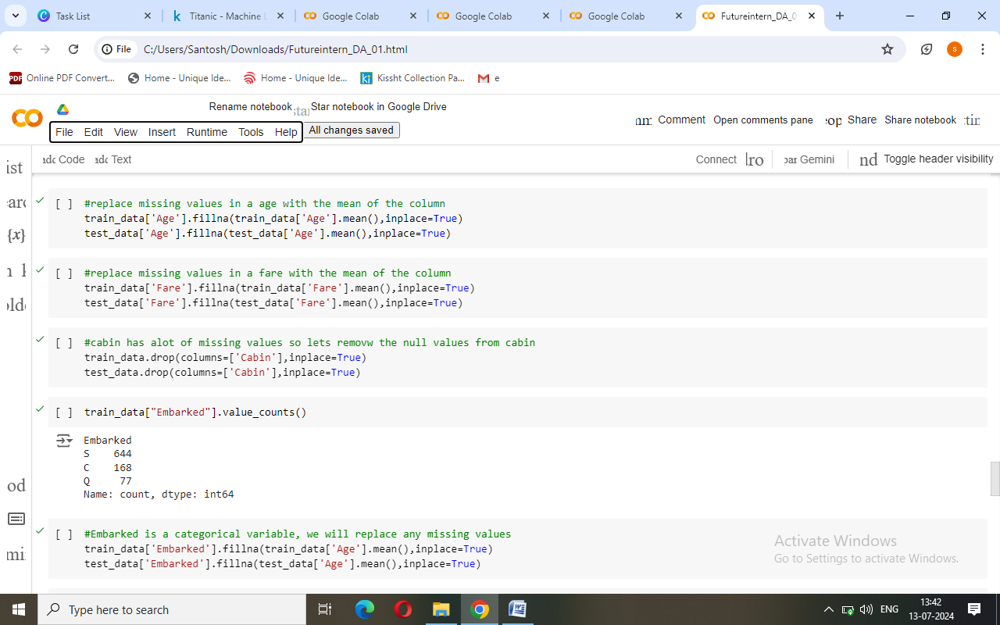 Task List
Titanic - Machine L
Google Colab
Google Colab
Google Colab
Futureintern_DA_0
File
C:/Users/Santosh/Downloads/Futureintern_DA_01.html
s
PDF
Online PDF Convert...
Home - Unique Ide...
Home - Unique Ide...
ki
Kissht Collection Pa...
e
Rename notebook
Star notebook in Google Drive
File Edit View Insert Runtime Tools Help
All changes saved
Comment
Open comments pane
Share
Share notebook
Code
Text
Connect
Gemini
Toggle header visibility
{x}
[ ] #replace missing values in a age with the mean of the column
train_data['Age'].fillna(train_data['Age'].mean(),inplace=True)
test_data['Age'].fillna(test_data['Age'].mean(),inplace=True)
[ ] #replace missing values in a fare with the mean of the column
train_data['Fare'].fillna(train_data['Fare'].mean(),inplace=True)
test_data['Fare'].fillna(test_data['Fare'].mean(),inplace=True)
[ ] #cabin has alot of missing values so lets removw the null values from cabin
train_data.drop(columns=['Cabin'],inplace=True)
test_data.drop(columns=['Cabin'],inplace=True)
[ ] train_data["Embarked"].value_counts()
Embarked
S    644
C    168
Q     77
Name: count, dtype: int64
[ ] #Embarked is a categorical variable, we will replace any missing values
train_data['Embarked'].fillna(train_data['Age'].mean(),inplace=True)
test_data['Embarked'].fillna(test_data['Age'].mean(),inplace=True)
Activate Windows
Go to Settings to activate Windows.
Type here to search
ENG
13:42
13-07-2024